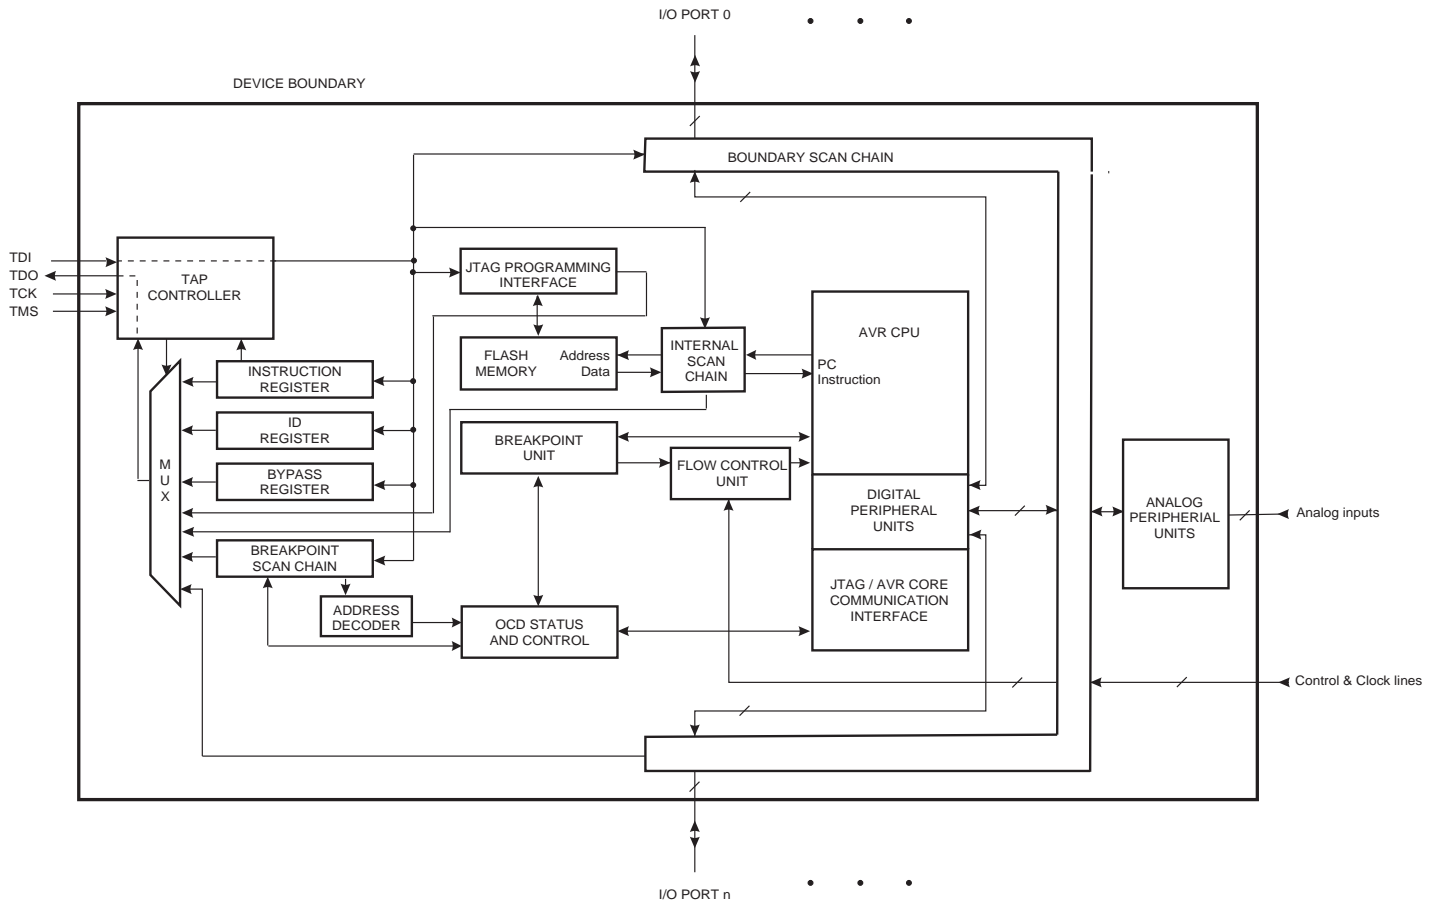 I/O PORT 0
DEVICE BOUNDARY
BOUNDARY SCAN CHAIN
TDI
TDO
TCK
TMS
TAP
CONTROLLER
JTAG PROGRAMMING
INTERFACE
FLASH
MEMORY
Address
Data
INTERNAL
SCAN
CHAIN
AVR CPU
PC
Instruction
INSTRUCTION
REGISTER
ID
REGISTER
BYPASS
REGISTER
M
U
X
BREAKPOINT
UNIT
FLOW CONTROL
UNIT
DIGITAL
PERIPHERAL
UNITS
ANALOG
PERIPHERIAL
UNITS
Analog inputs
BREAKPOINT
SCAN CHAIN
ADDRESS
DECODER
OCD STATUS
AND CONTROL
JTAG / AVR CORE
COMMUNICATION
INTERFACE
Control & Clock lines
I/O PORT n